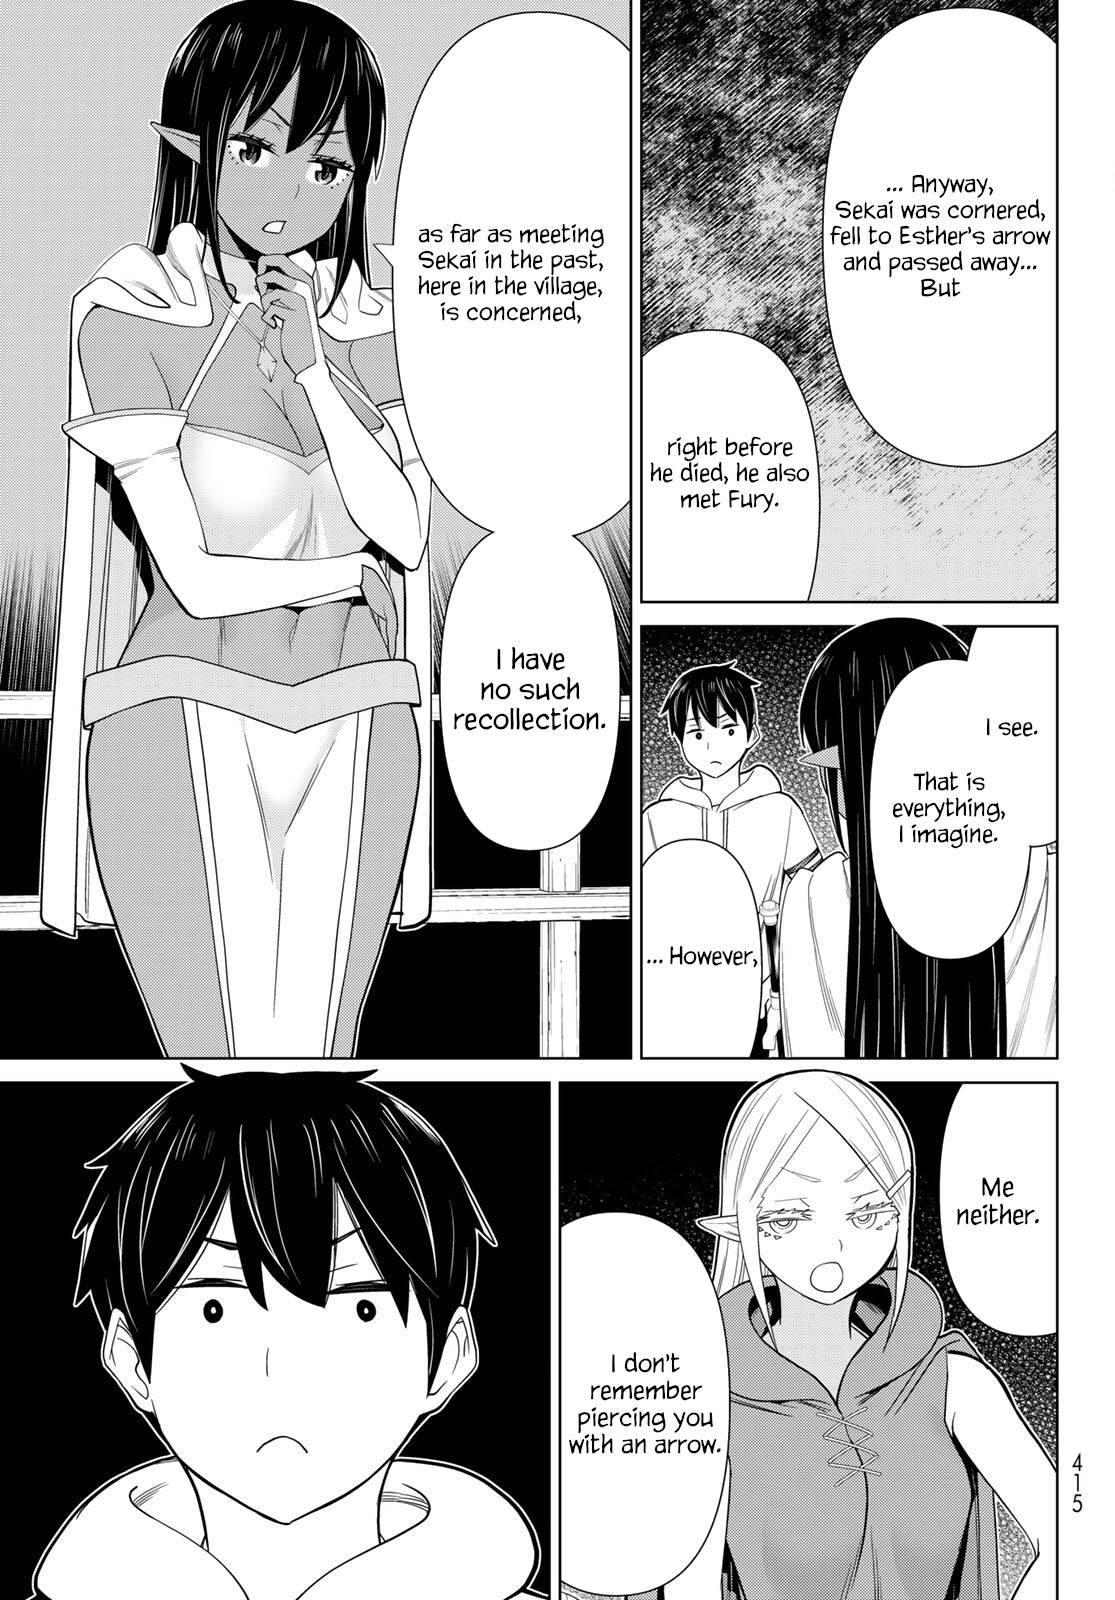 ... Anyway,
Sekai was cornered,
fell to Esther's arrow
and passed away...
But
right before
he died, he also
met Fury.
I see.
That is
everything,
I imagine.
... However,
as far as meeting
Sekai in the past,
here in the village,
is concerned,
I have
no such
recollection.
Me
neither.
I don't
remember
piercing you
with an arrow.
415